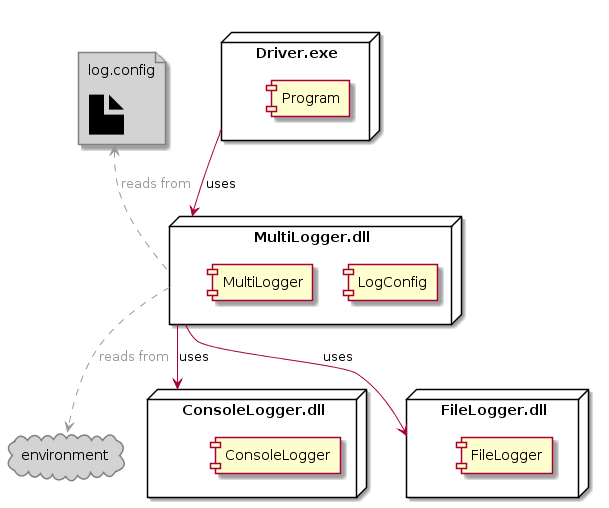 Driver.exe
log.config
Program
reads from
uses
MultiLogger.dll
MultiLogger
LogConfig
reads from
uses
uses
ConsoleLogger.dll
FileLogger.dll
environment
ConsoleLogger
FileLogger